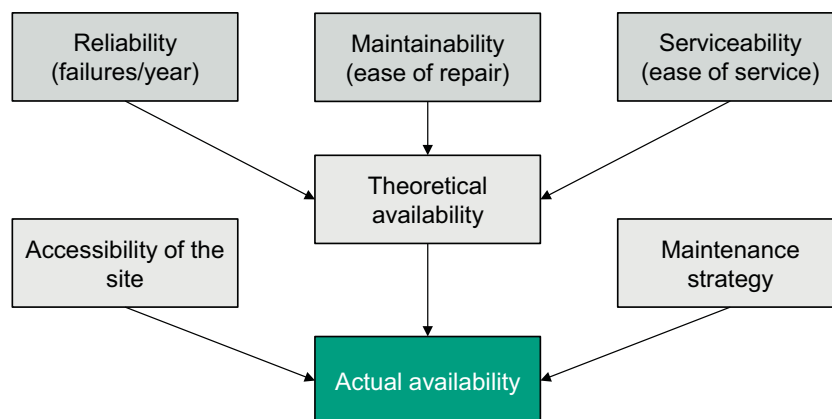 Reliability
(failures/year)
Maintainability
(ease of repair)
Serviceability
(ease of service)
Theoretical
availability
Accessibility of the
site
Maintenance
strategy
Actual availability